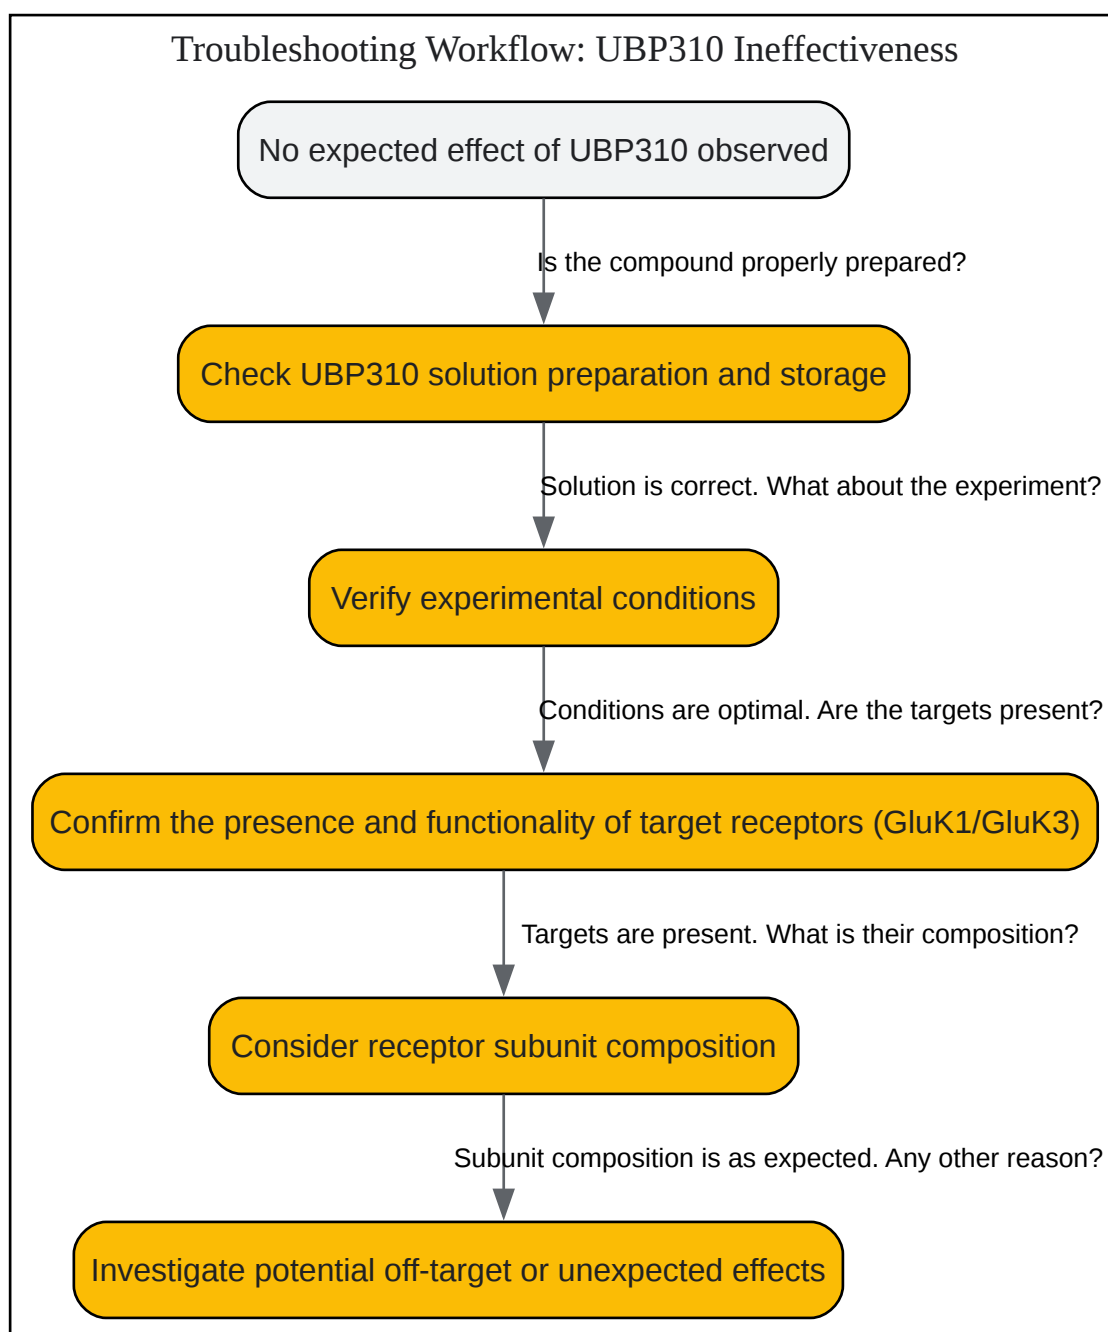 Troubleshooting Workflow: UBP310 Ineffectiveness
No expected effect of UBP310 observed
Is the compound properly prepared?
Check UBP310 solution preparation and storage
Solution is correct. What about the experiment?
Verify experimental conditions
Conditions are optimal. Are the targets present?
Confirm the presence and functionality of target receptors (GluK1/GluK3)
Targets are present. What is their composition?
Consider receptor subunit composition
Subunit composition is as expected. Any other reason?
Investigate potential off-target or unexpected effects